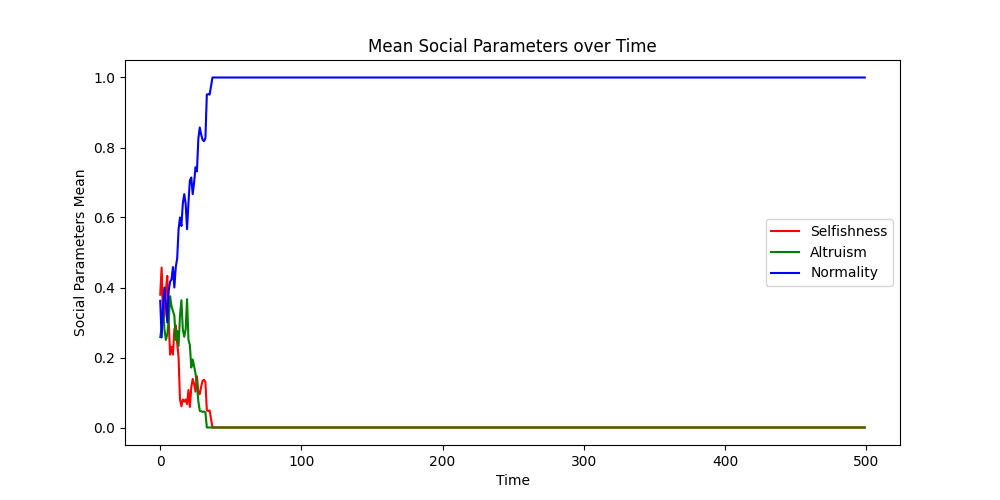 Mean Social Parameters over Time
1.0
0.8
0.6
0.4
0.2
0.0
Social Parameters Mean
Selfishness
Altruism
Normality
0 100 200 300 400 500
Time